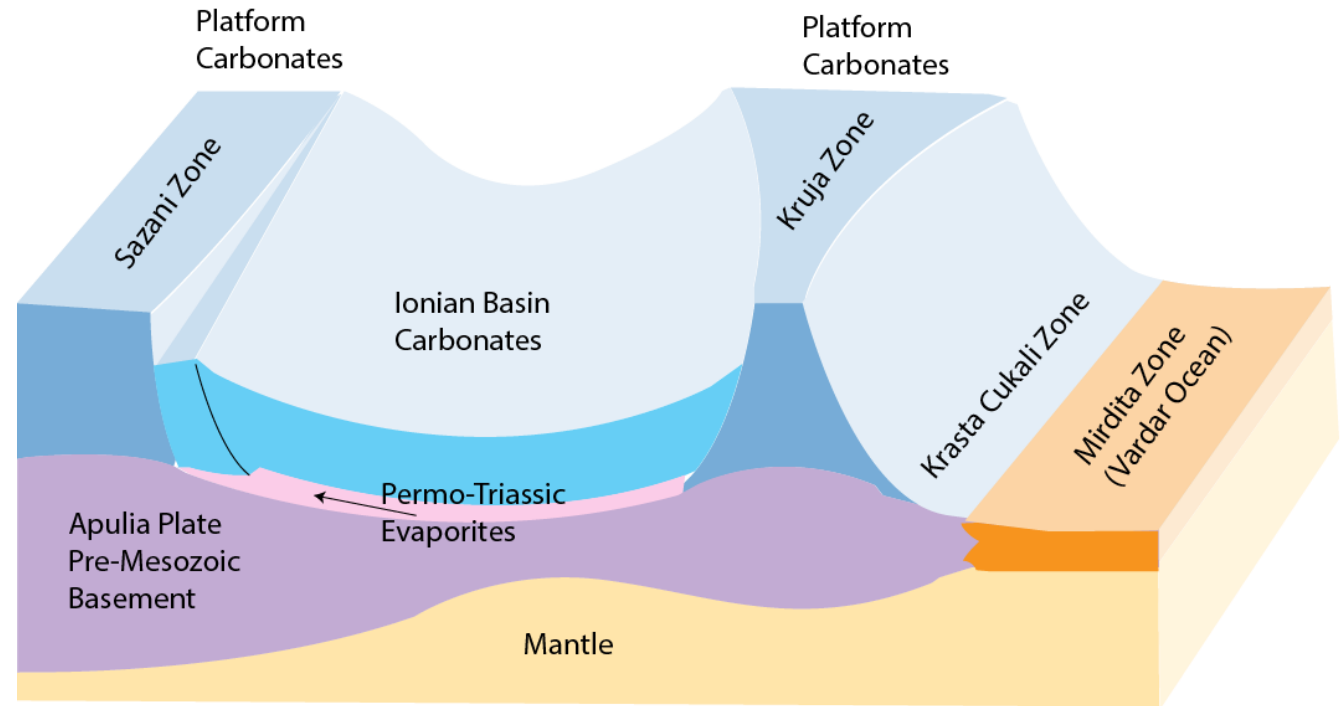 Platform
Carbonates
Platform
Carbonates
Sazani Zone
Kruja Zone
Ionian Basin
Carbonates
Krasta Cukali Zone
Mirdita Zone
(Vardar Ocean)
Permo-Triassic
Evaporites
Apulia Plate
Pre-Mesozoic
Basement
Mantle